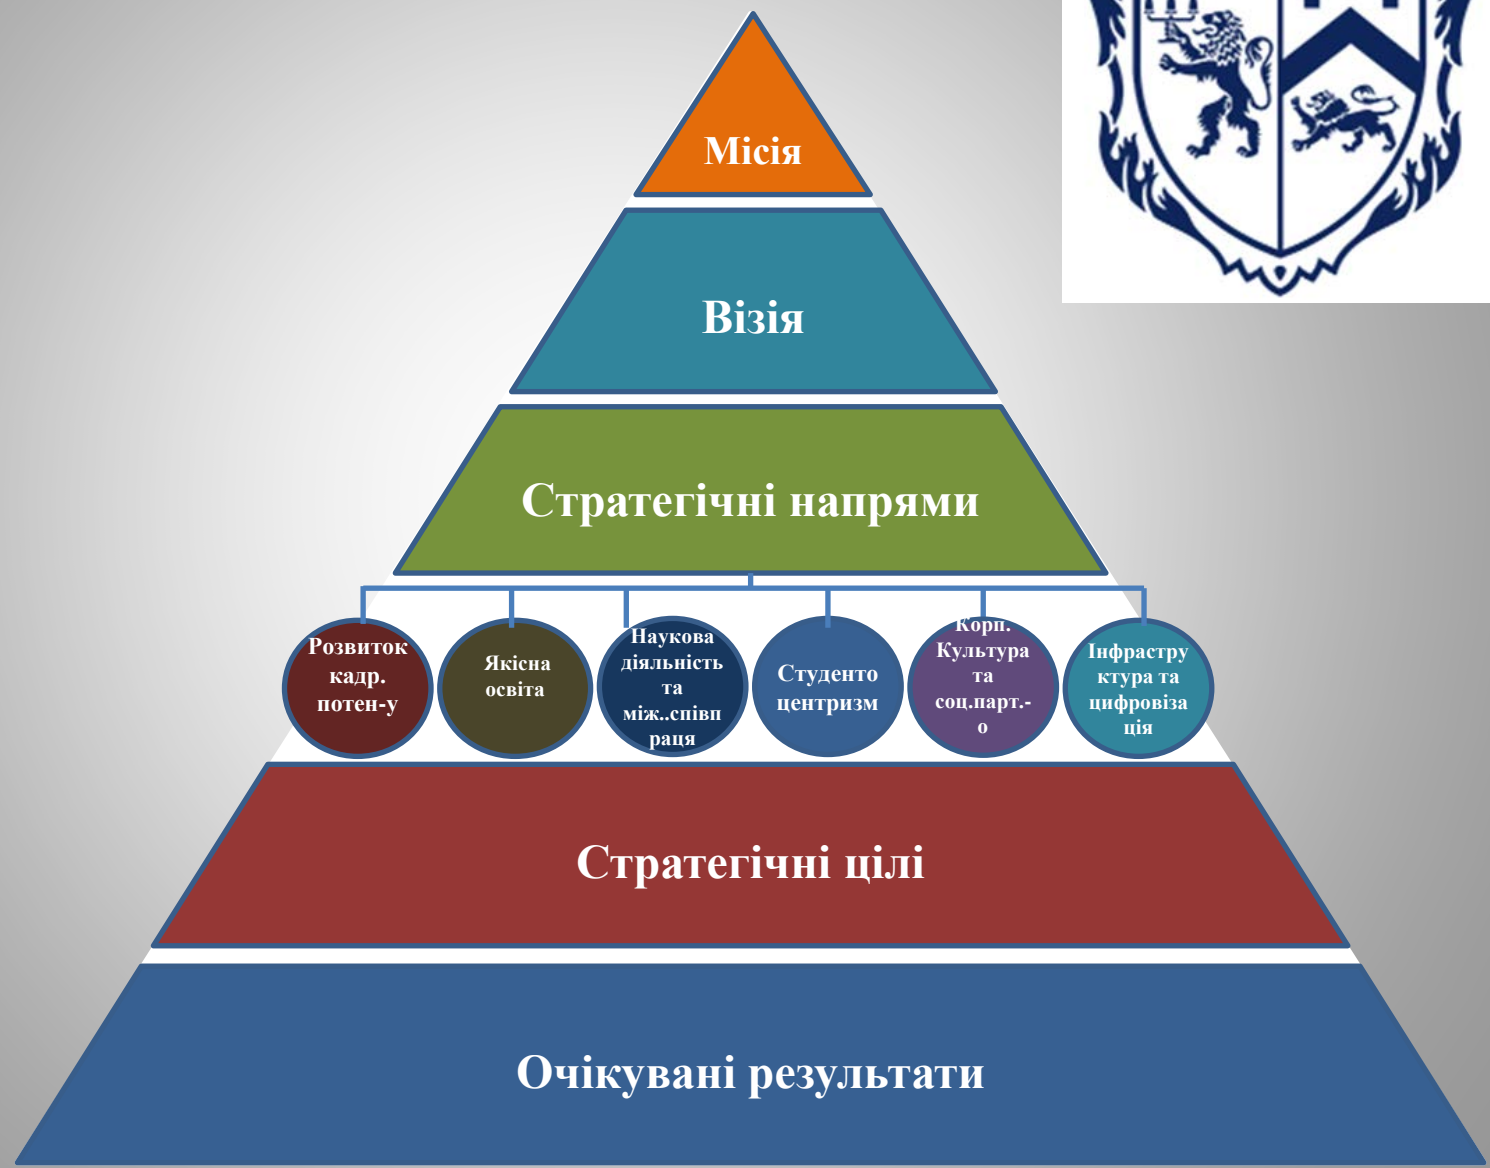 Місія
Візія
Стратегічні напрями
Розвиток
кадр.
потен-у
Якісна
освіта
Наукова
діяльність
та
між..співп
раця
Студенто
центризм
Корп.
Культура
та
соц.парт.-
о
Інфрастру
ктура та
цифровіза
ція
Стратегічні цілі
Очікувані результати